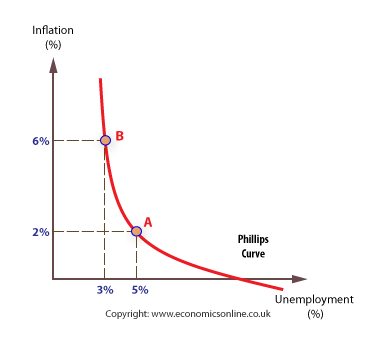 Inflation
(%)
6%
B
2%
A
Phillips
Curve
3%
5%
Unemployment
(%)
Copyright: www.economicsonline.co.uk